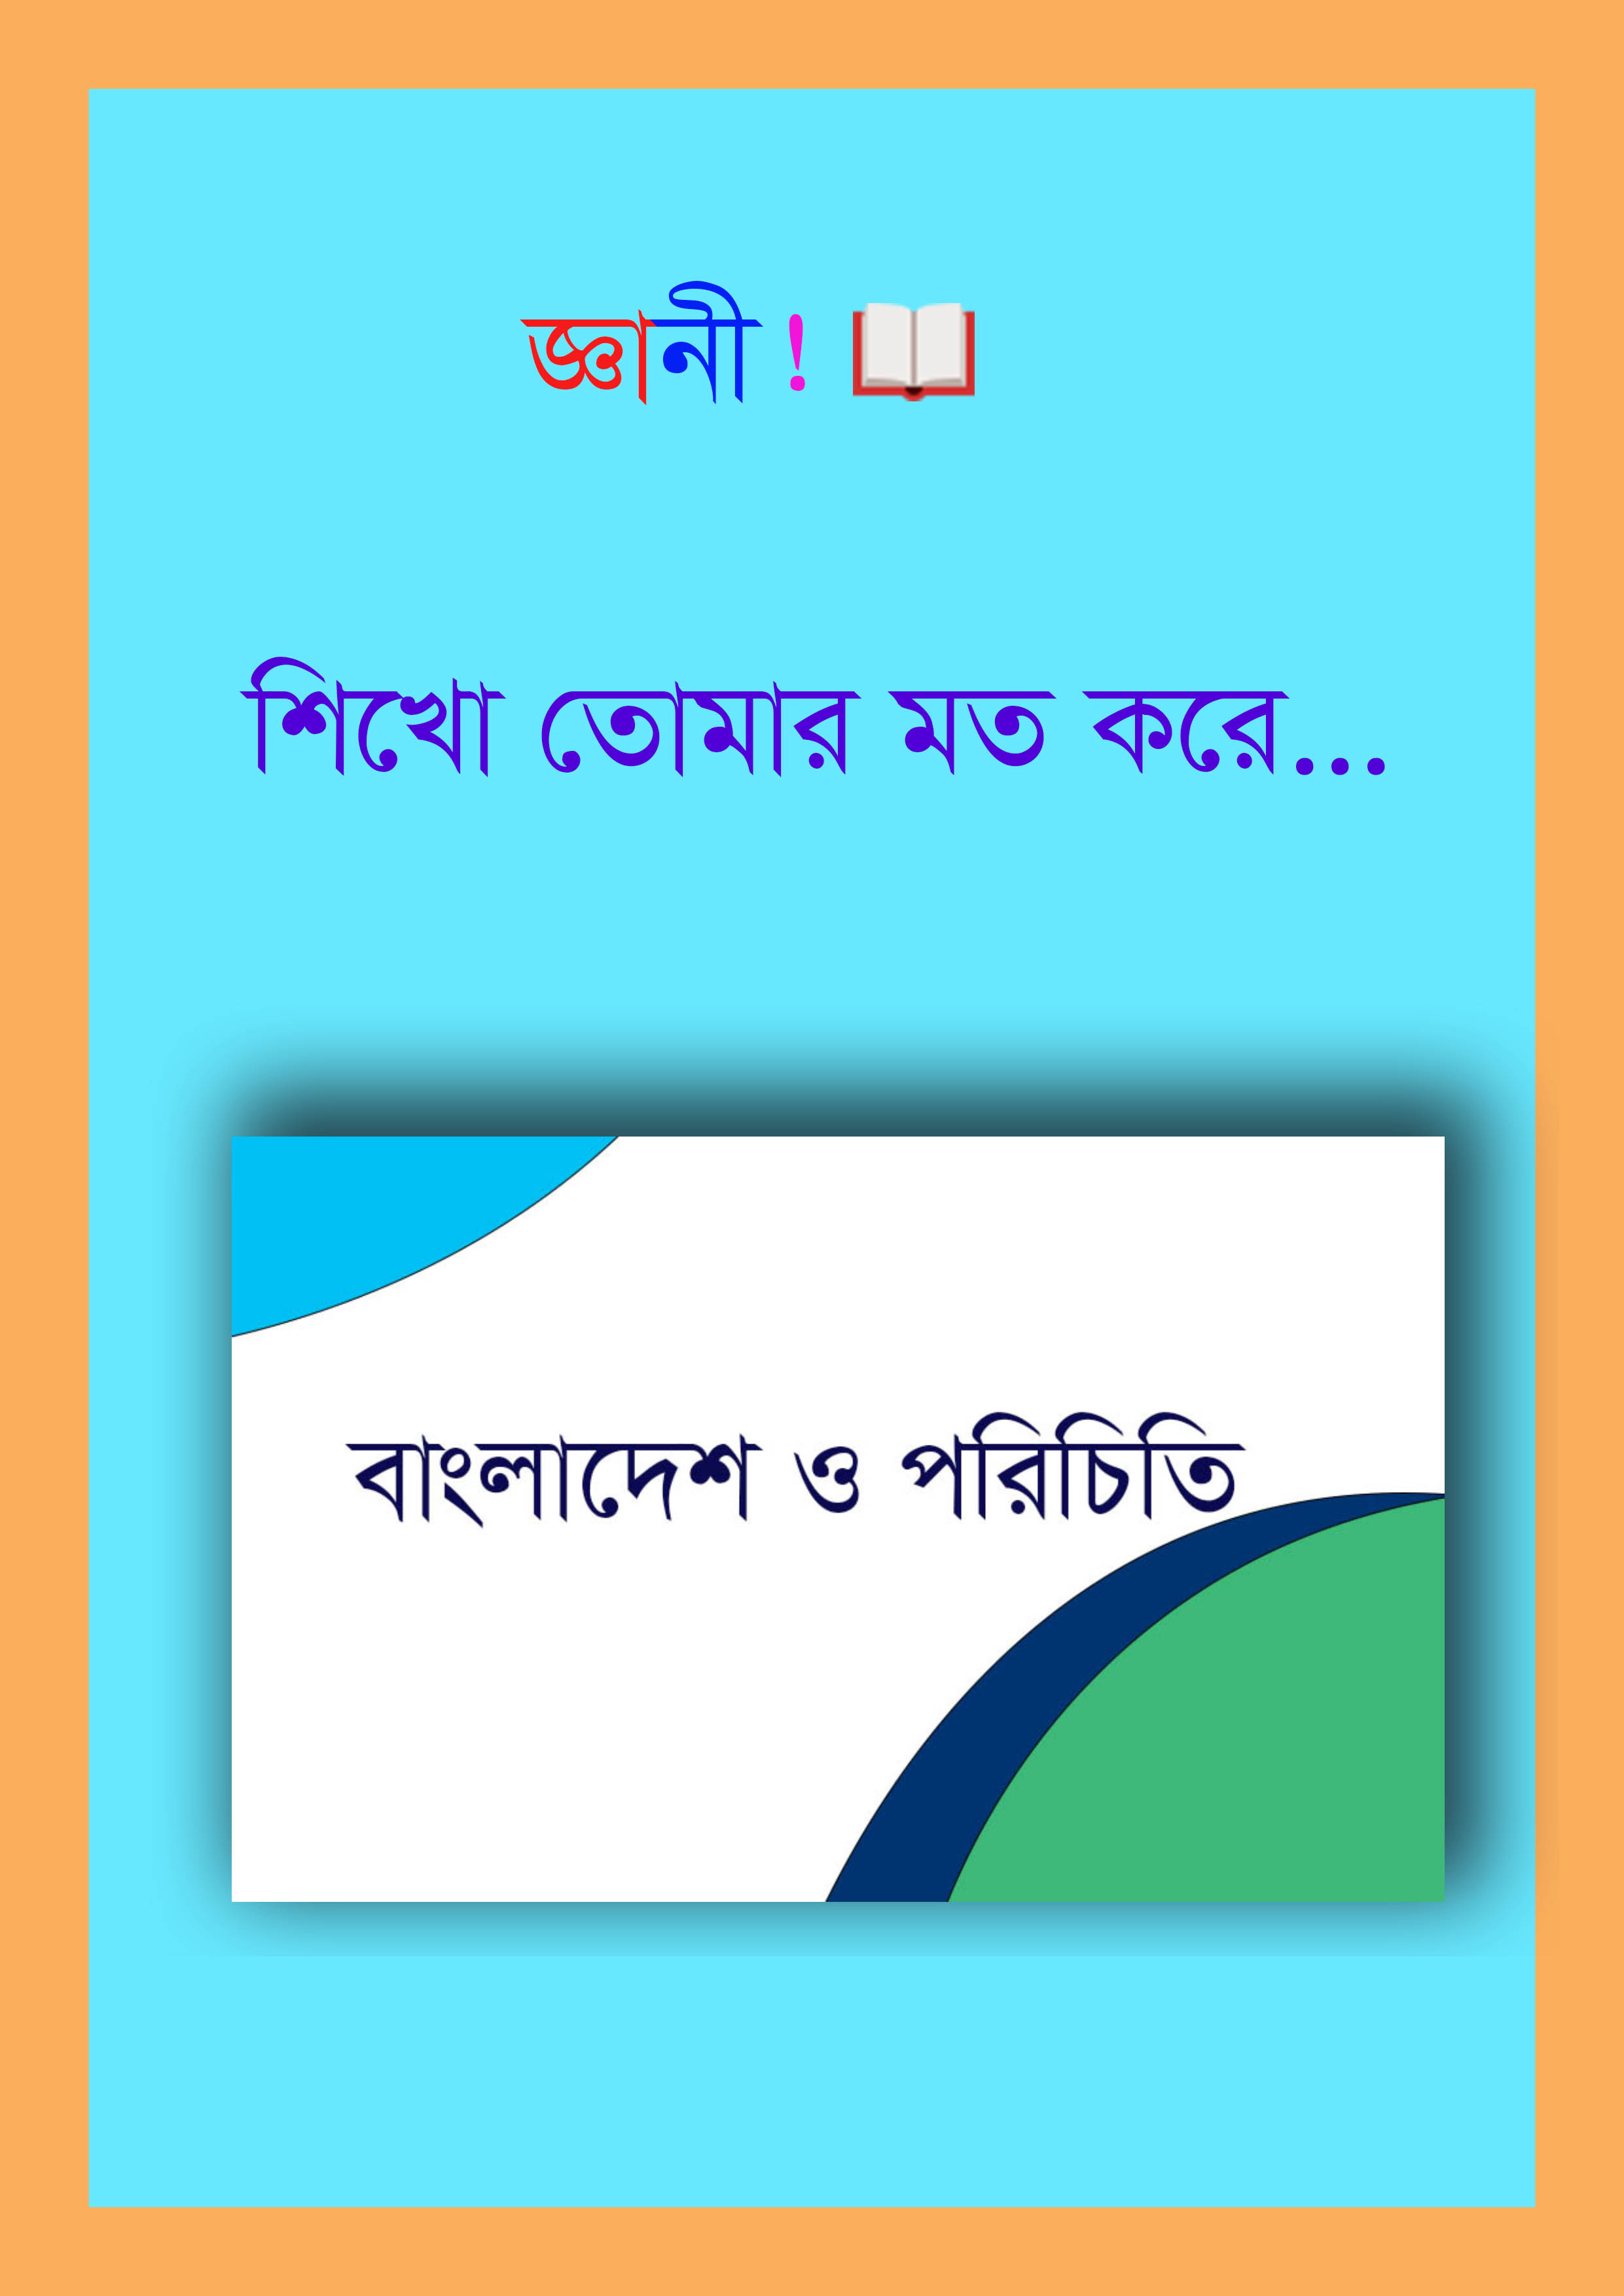 জ্ঞানী ! 📖
শিখো তোমার মত করে...
বাংলাদেশ ও পরিচিতি